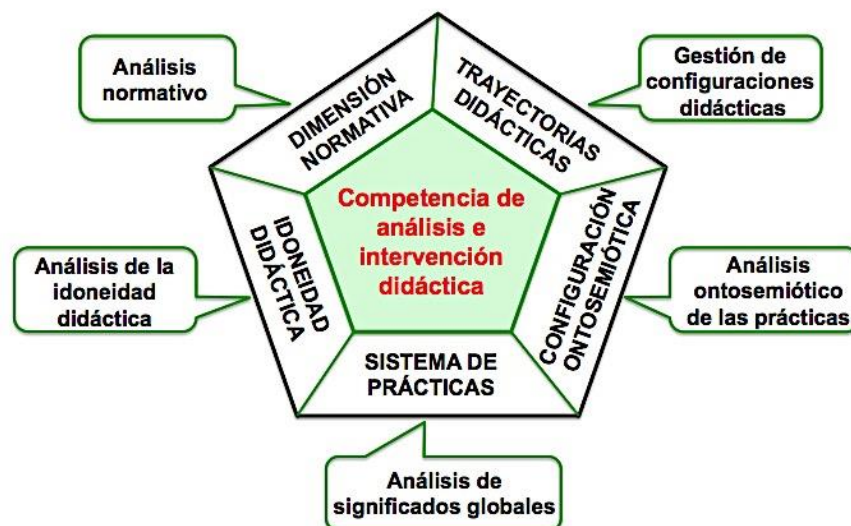 Análisis
normativo
DIMENSIÓN
NORMATIVA
TRAYECTORIAS
DIDÁCTICAS
Gestión de
configuraciones
didácticas
Competencia de
análisis e
intervención
didáctica
Análisis de la
idoneidad
didáctica
IDONEIDAD
DIDÁCTICA
CONFIGURACIÓN
ONTOSEMIÓTICA
Análisis
ontosemiótico
de las prácticas
SISTEMA DE
PRÁCTICAS
Análisis de
significados globales